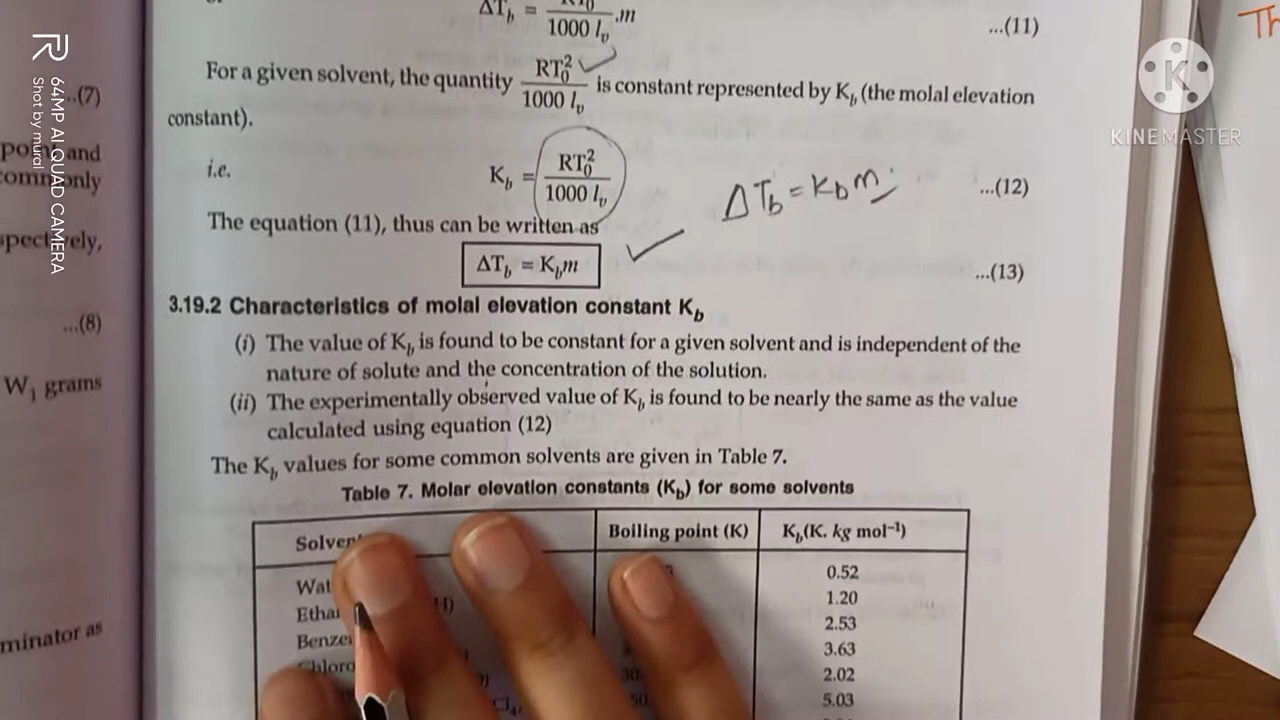 ΔT_b = RT_0^2 / 1000 l_v . m ...(11)
For a given solvent, the quantity RT_0^2 / 1000 l_v is constant represented by K_b (the molal elevation
constant).
i.e. K_b = RT_0^2 / 1000 l_v ...(12)
ΔT_b = K_b m
The equation (11), thus can be written as
ΔT_b = K_b m ...(13)
3.19.2 Characteristics of molal elevation constant K_b
(i) The value of K_b is found to be constant for a given solvent and is independent of the
nature of solute and the concentration of the solution.
(ii) The experimentally observed value of K_b is found to be nearly the same as the value
calculated using equation (12)
The K_b values for some common solvents are given in Table 7.
Table 7. Molar elevation constants (K_b) for some solvents
Boiling point (K) K_b(K. kg mol⁻¹)
0.52
1.20
2.53
3.63
2.02
5.03
...(7)
and
...(8)
W_1 grams
as
64MP AI QUAD CAMERA
Shot by mural
K
KINEMASTER
Th